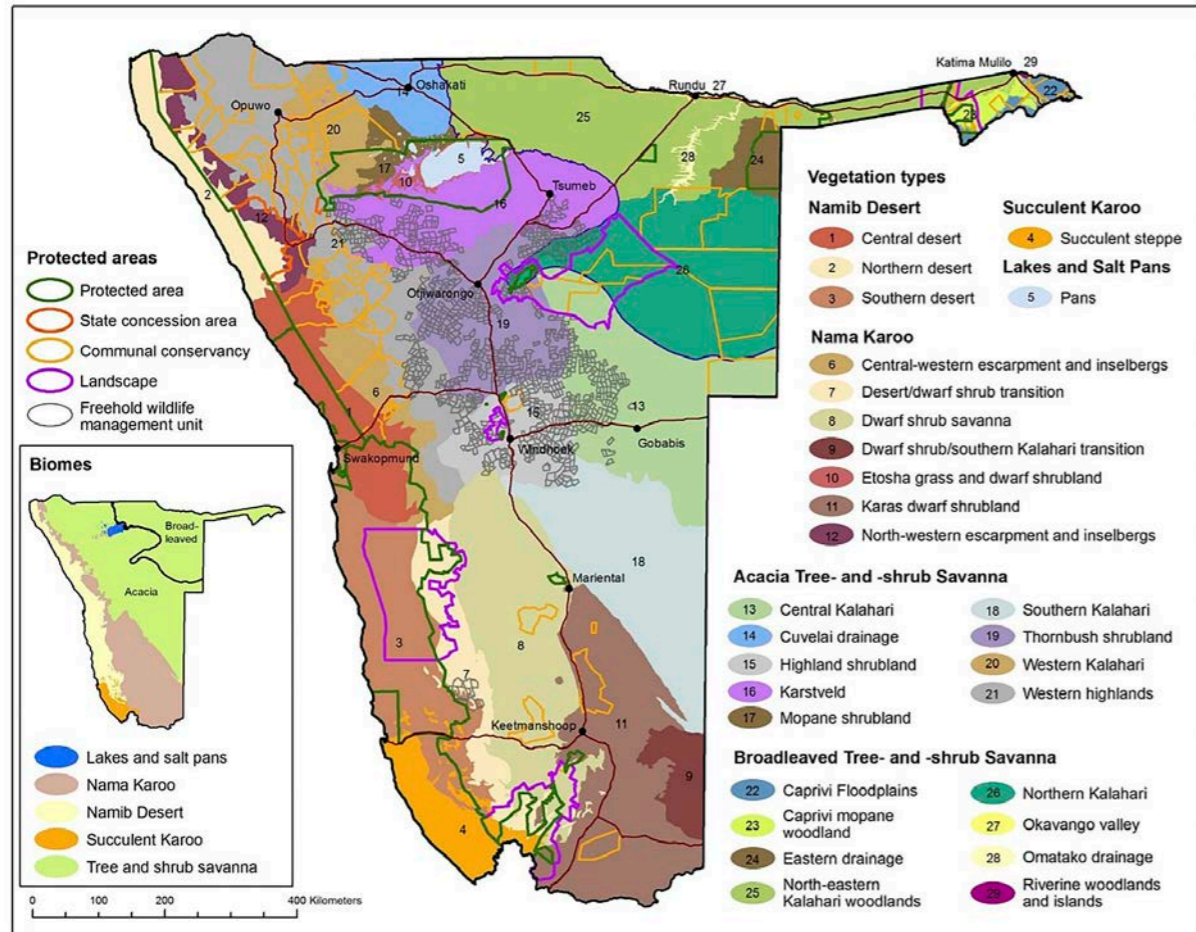 Katima Mulilo
29
22
Oshakati
14
Rundu 27
Opuwo
20
25
23
5
17
28
24
10
2
Tsumeb
16
12
21
26
Otjiwarongo
19
6
1
15
13
Windhoek
Gobabis
Swakopmund
18
Mariental
3
8
7
11
Keetmanshoop
9
4
Protected areas
Protected area
State concession area
Communal conservancy
Landscape
Freehold wildlife
management unit
Biomes
Broad-
leaved
Acacia
Lakes and salt pans
Nama Karoo
Namib Desert
Succulent Karoo
Tree and shrub savanna
0 100 200 400 Kilometers
Vegetation types
Namib Desert
1 Central desert
2 Northern desert
3 Southern desert
Succulent Karoo
4 Succulent steppe
Lakes and Salt Pans
5 Pans
Nama Karoo
6 Central-western escarpment and inselbergs
7 Desert/dwarf shrub transition
8 Dwarf shrub savanna
9 Dwarf shrub/southern Kalahari transition
10 Etosha grass and dwarf shrubland
11 Karas dwarf shrubland
12 North-western escarpment and inselbergs
Acacia Tree- and -shrub Savanna
13 Central Kalahari
14 Cuvelai drainage
15 Highland shrubland
16 Karstveld
17 Mopane shrubland
18 Southern Kalahari
19 Thornbush shrubland
20 Western Kalahari
21 Western highlands
Broadleaved Tree- and -shrub Savanna
22 Caprivi Floodplains
23 Caprivi mopane
woodland
24 Eastern drainage
25 North-eastern
Kalahari woodlands
26 Northern Kalahari
27 Okavango valley
28 Omatako drainage
29 Riverine woodlands
and islands